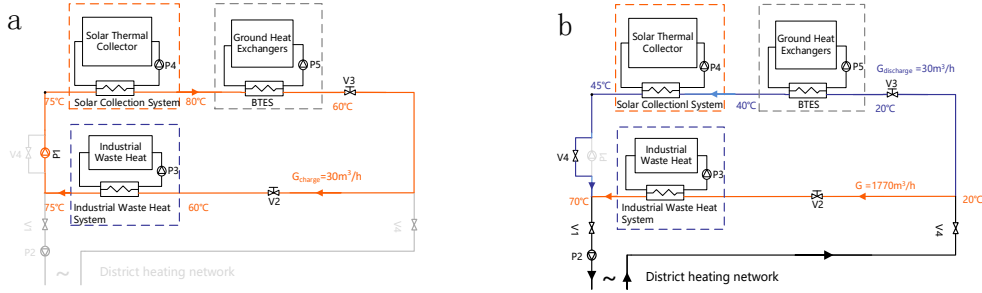 a
Solar Thermal
Collector
P4
Ground Heat
Exchangers
P5
V3
75℃
Solar Collection System
80℃
BTES
60℃
V4
P1
Industrial
Waste Heat
P3
G charge=30m³/h
75℃
60℃
V2
Industrial Waste Heat
System
V1
V4
P2
~
District heating network
b
Solar Thermal
Collector
P4
Ground Heat
Exchangers
P5
G discharge =30m³/h
V3
45℃
Solar Collectionl System
40℃
BTES
20℃
V4
P1
Industrial
Waste Heat
P3
G =1770m³/h
70℃
V2
20℃
Industrial Waste Heat
System
V1
V4
P2
~
District heating network